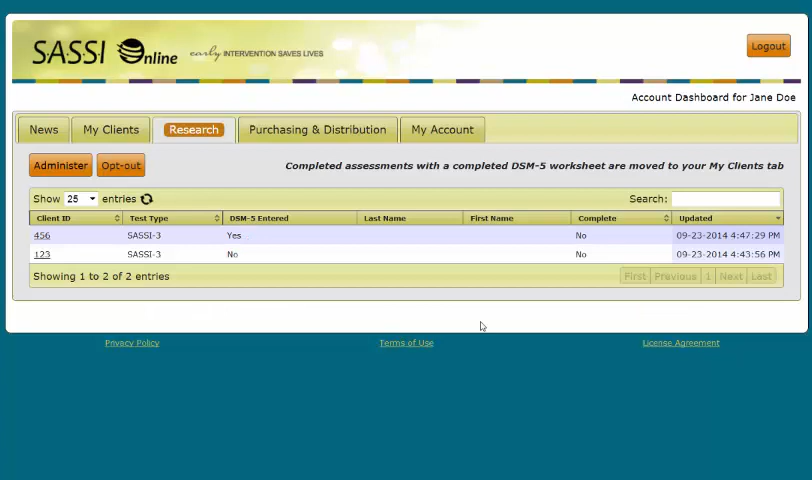 SASSI Online early INTERVENTION SAVES LIVES
Logout
Account Dashboard for Jane Doe
News My Clients Research Purchasing & Distribution My Account
Administer Opt-out Completed assessments with a completed DSM-5 worksheet are moved to your My Clients tab
Show 25 entries Search:
Client ID Test Type DSM-5 Entered Last Name First Name Complete Updated
456 SASSI-3 Yes No 09-23-2014 4:47:29 PM
123 SASSI-3 No No 09-23-2014 4:43:56 PM
Showing 1 to 2 of 2 entries First Previous 1 Next Last
Privacy Policy Terms of Use License Agreement